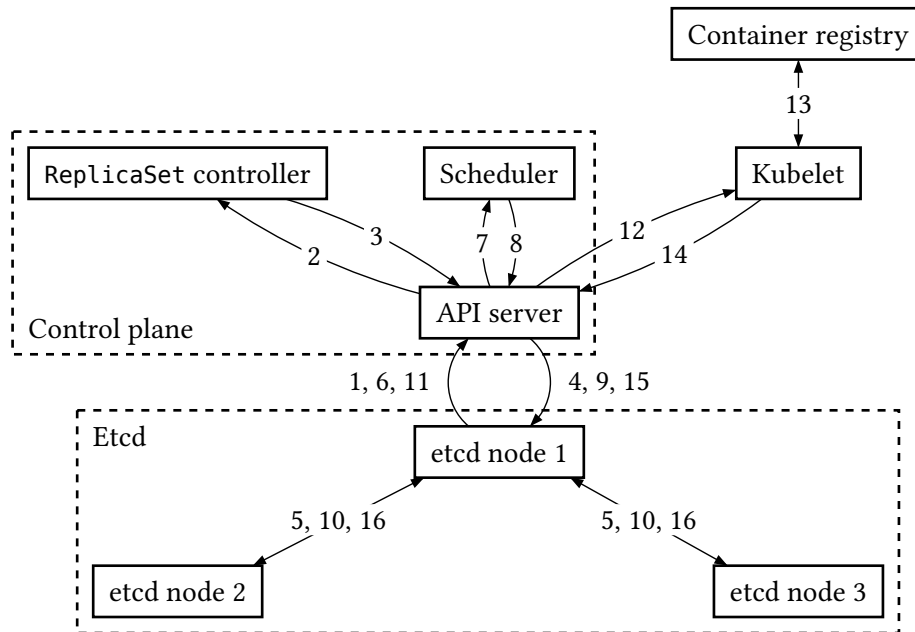 Container registry
13
ReplicaSet controller
Scheduler
Kubelet
3
7
8
12
2
14
API server
Control plane
1, 6, 11
4, 9, 15
Etcd
etcd node 1
5, 10, 16
5, 10, 16
etcd node 2
etcd node 3